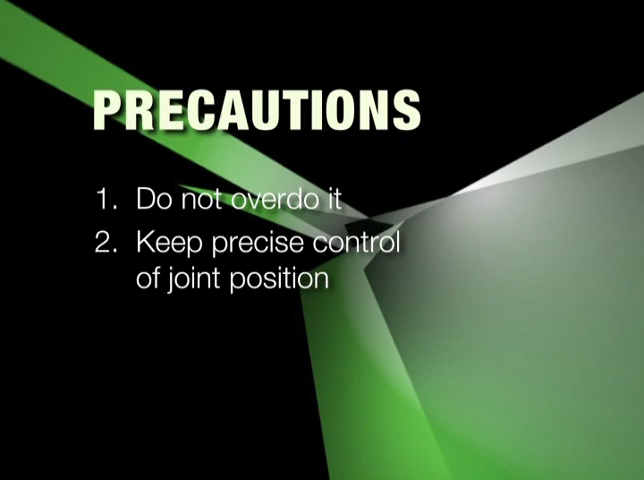 PRECAUTIONS
1. Do not overdo it
2. Keep precise control
of joint position